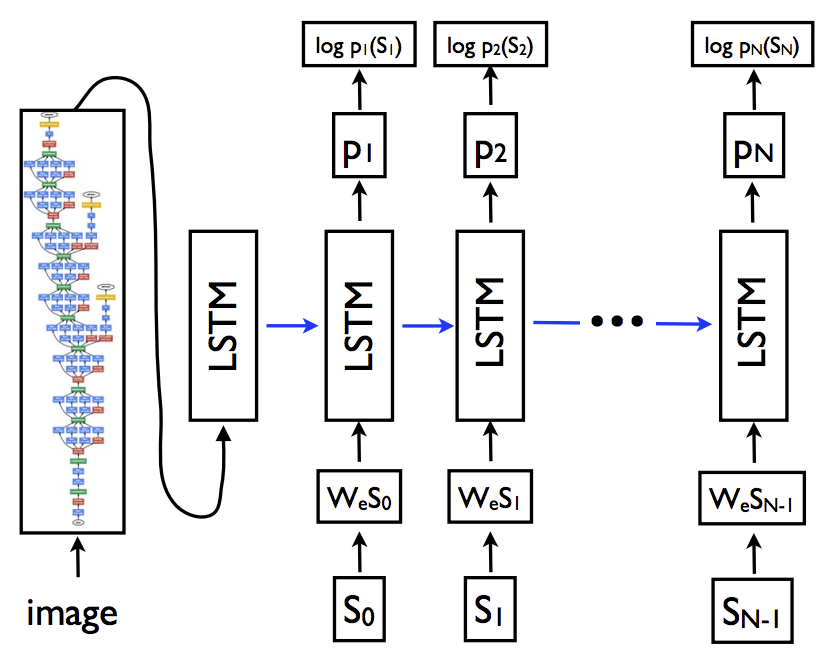 log p₁(S₁) log p₂(S₂) log pN(SN)
p₁ p₂ pN
LSTM LSTM LSTM LSTM
•••
WeS₀ WeS₁ WeSN-1
image S₀ S₁ SN-1